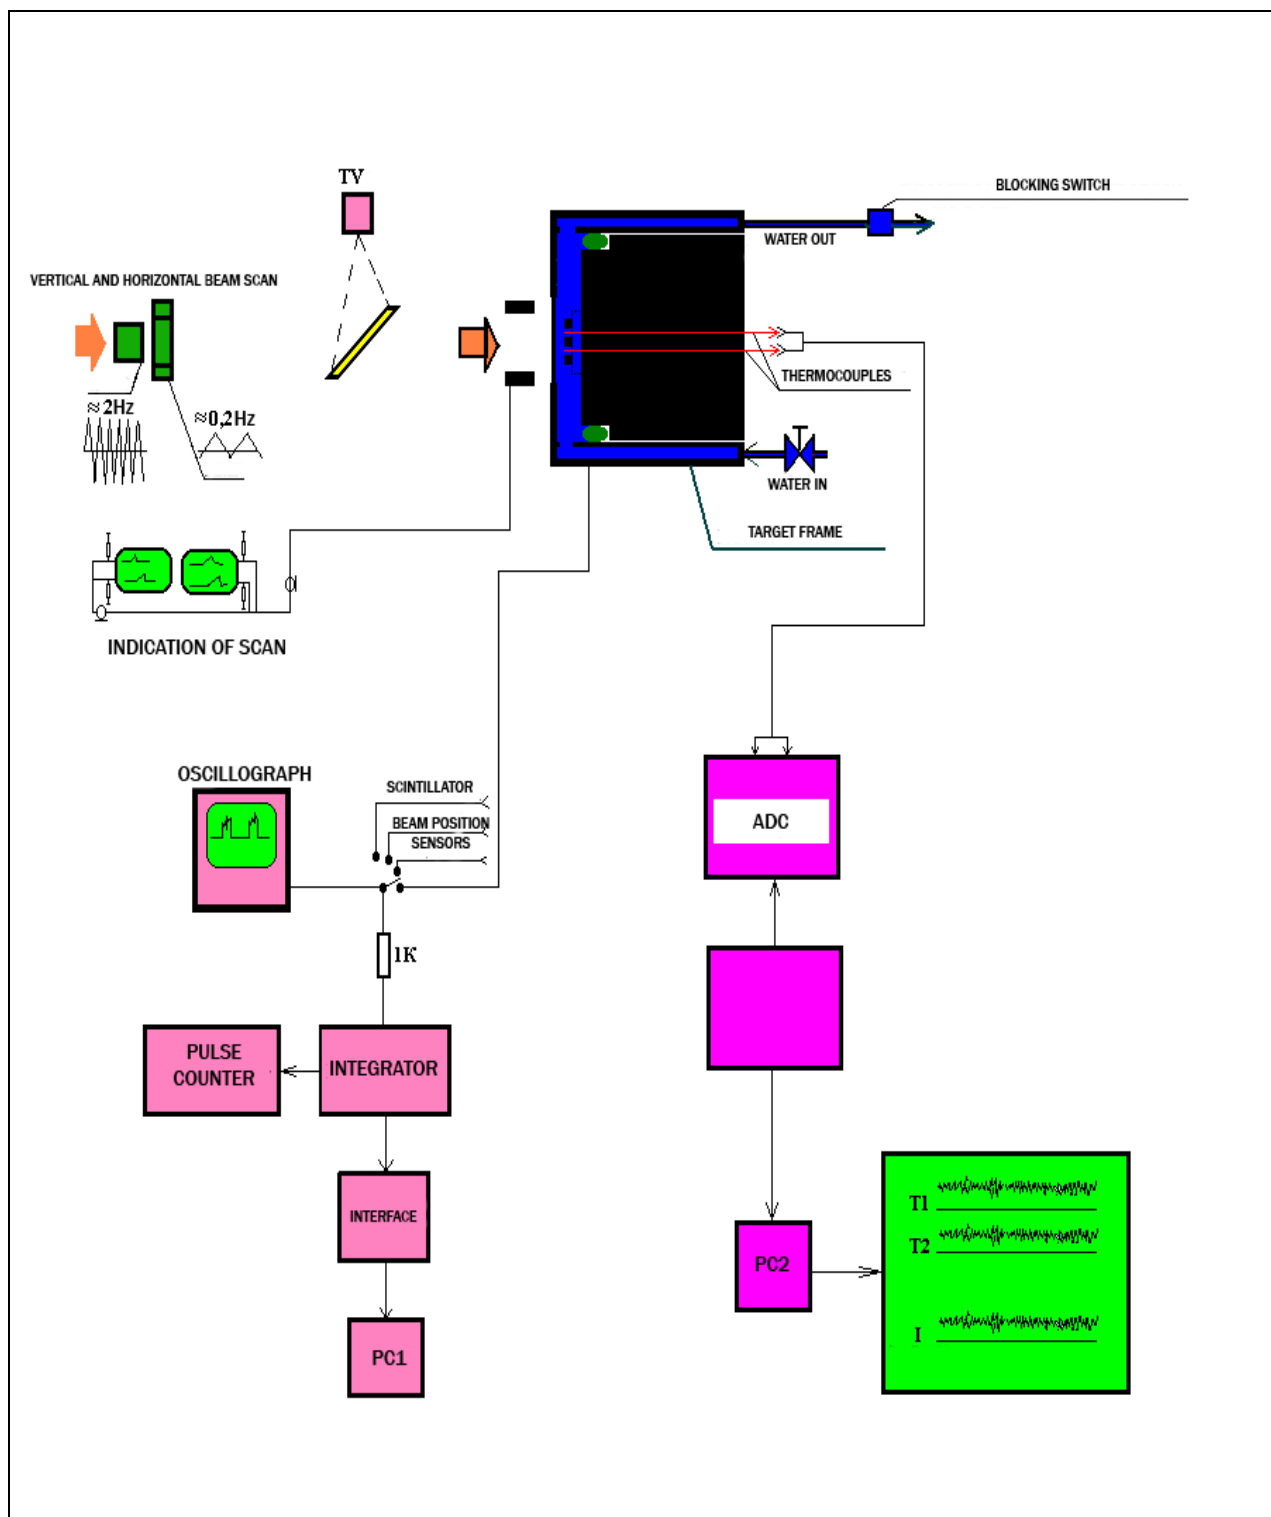 TV
BLOCKING SWITCH
WATER OUT
VERTICAL AND HORIZONTAL BEAM SCAN
THERMOCOUPLES
≈ 2Hz
≈0,2Hz
WATER IN
TARGET FRAME
INDICATION OF SCAN
OSCILLOGRAPH
SCINTILLATOR
BEAM POSITION
SENSORS
ADC
1K
PULSE
COUNTER
INTEGRATOR
INTERFACE
PC1
PC2
T1
T2
I